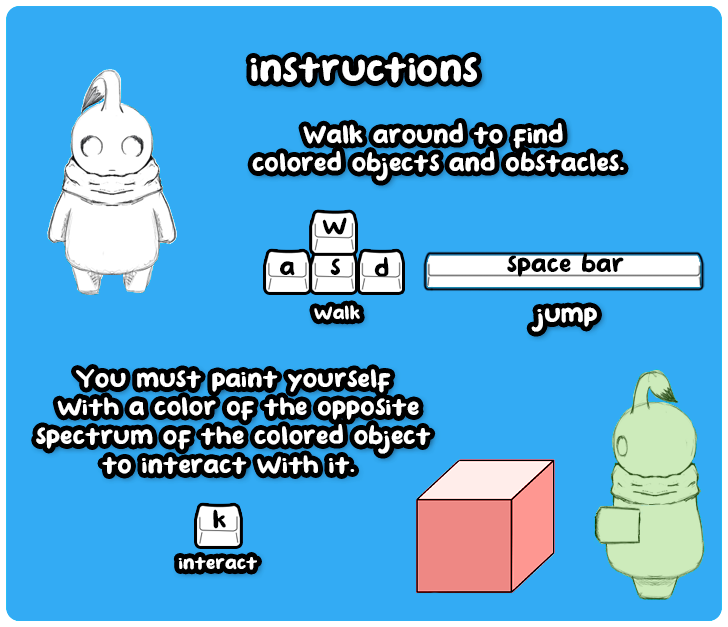 instructions
Walk around to find
colored objects and obstacles.
w
a s d
space bar
walk
jump
You must paint yourself
with a color of the opposite
spectrum of the colored object
to interact with it.
k
interact